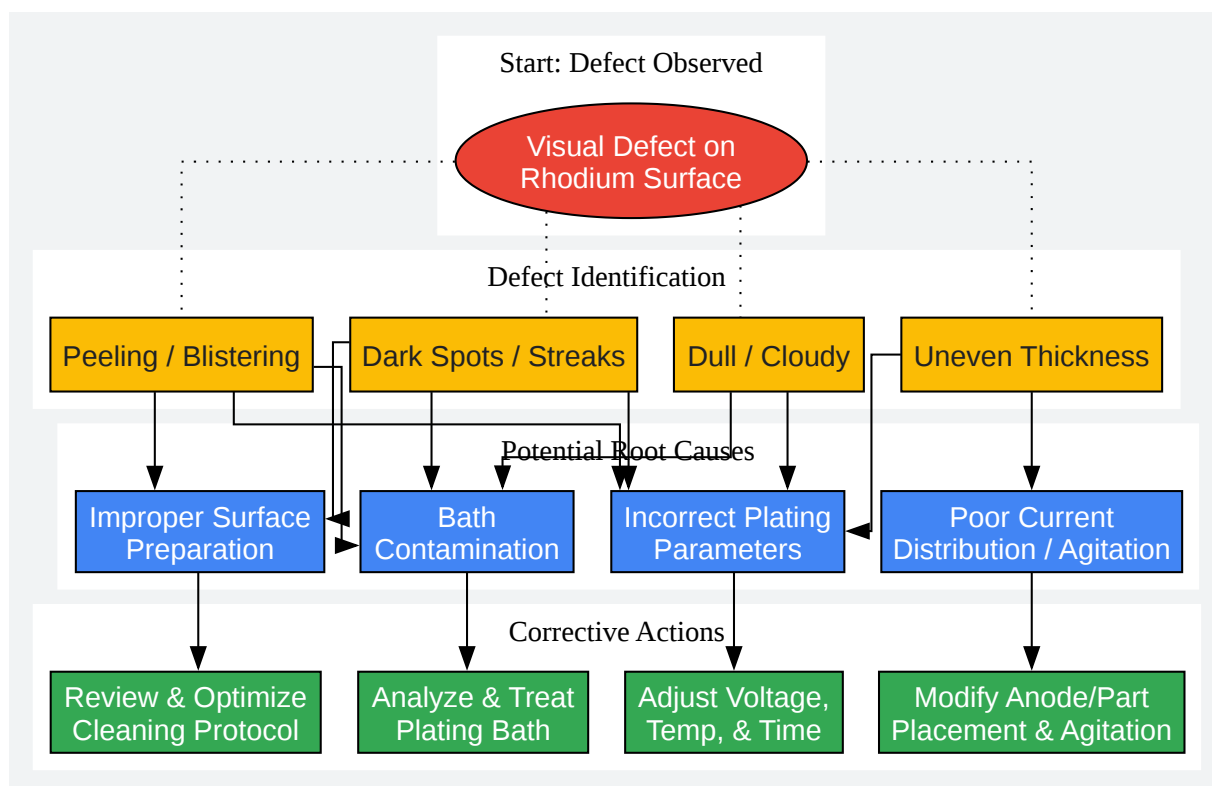 Start: Defect Observed
Visual Defect on
Rhodium Surface
Defect Identification
Peeling / Blistering
Dark Spots / Streaks
Dull / Cloudy
Uneven Thickness
Potential Root Causes
Improper Surface
Preparation
Bath
Contamination
Incorrect Plating
Parameters
Poor Current
Distribution / Agitation
Corrective Actions
Review & Optimize
Cleaning Protocol
Analyze & Treat
Plating Bath
Adjust Voltage,
Temp, & Time
Modify Anode/Part
Placement & Agitation